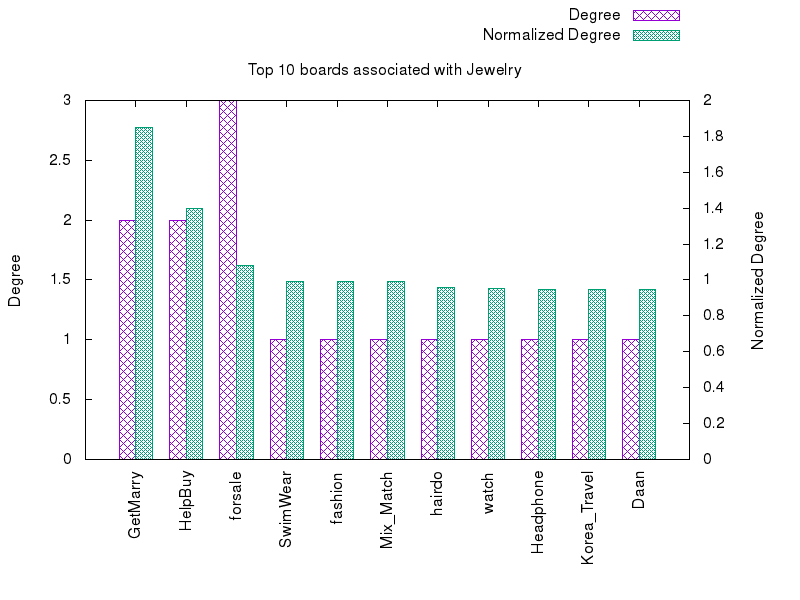 Degree
Normalized Degree
Top 10 boards associated with Jewelry
3
2.5
2
1.5
1
0.5
0
Degree
2
1.8
1.6
1.4
1.2
1
0.8
0.6
0.4
0.2
0
Normalized Degree
GetMarry
HelpBuy
forsale
SwimWear
fashion
Mix_Match
hairdo
watch
Headphone
Korea_Travel
Daan